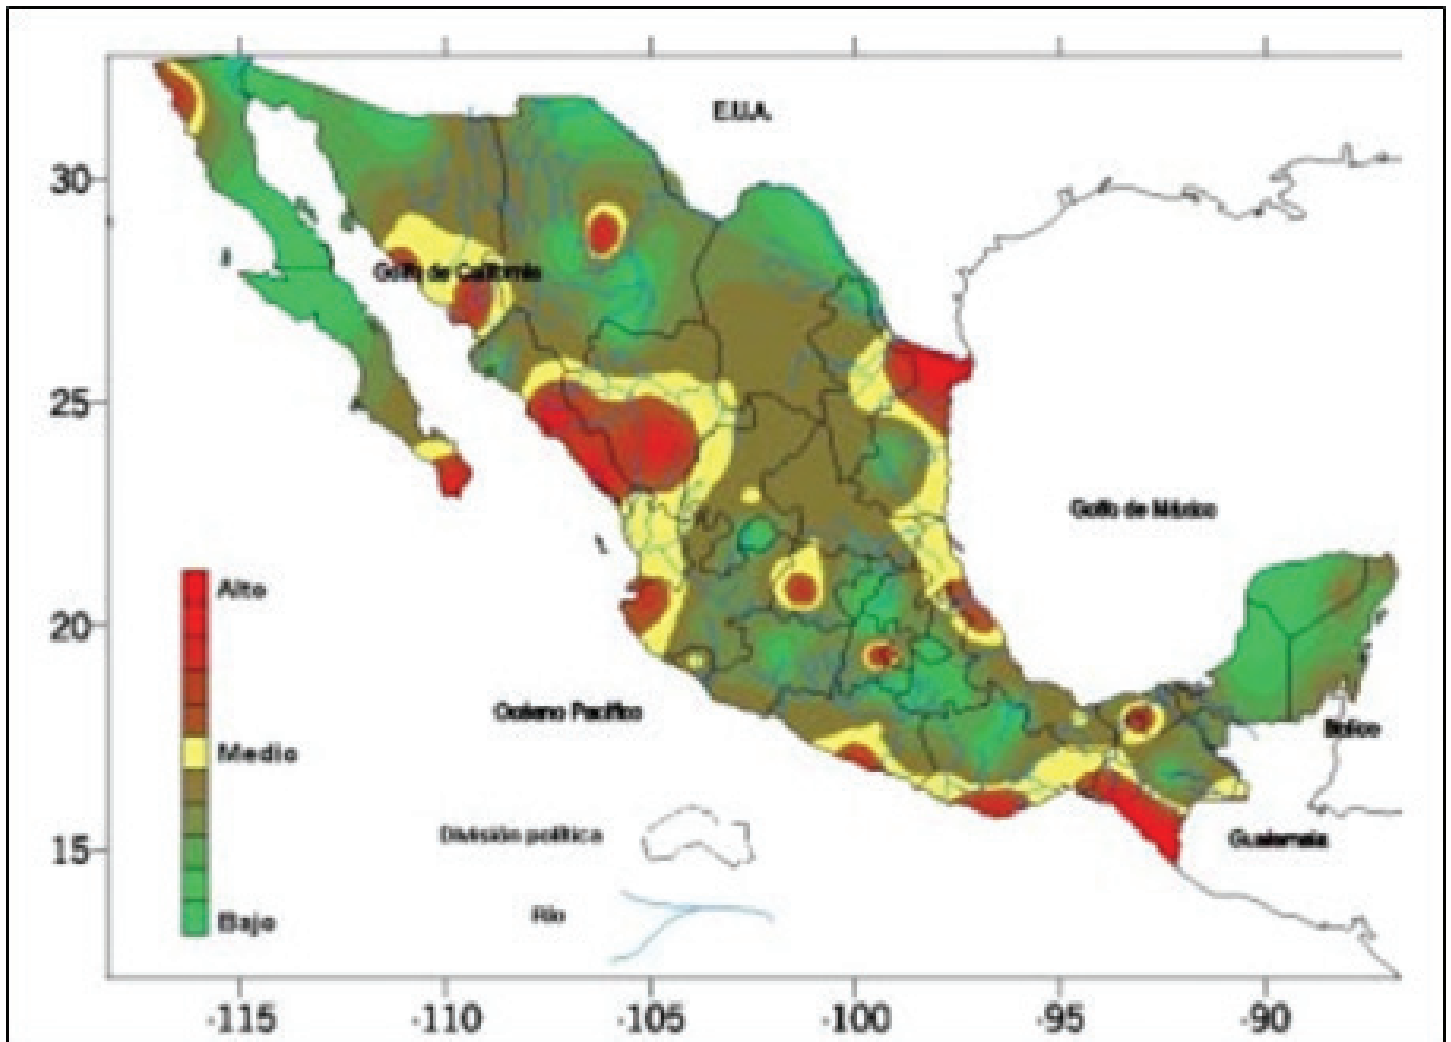 E.U.A.
30
Golfo de California
25
Golfo de México
Alto
20
Océano Pacífico
Belice
Medio
División política
Guatemala
15
Río
Bajo
-115
-110
-105
-100
-95
-90